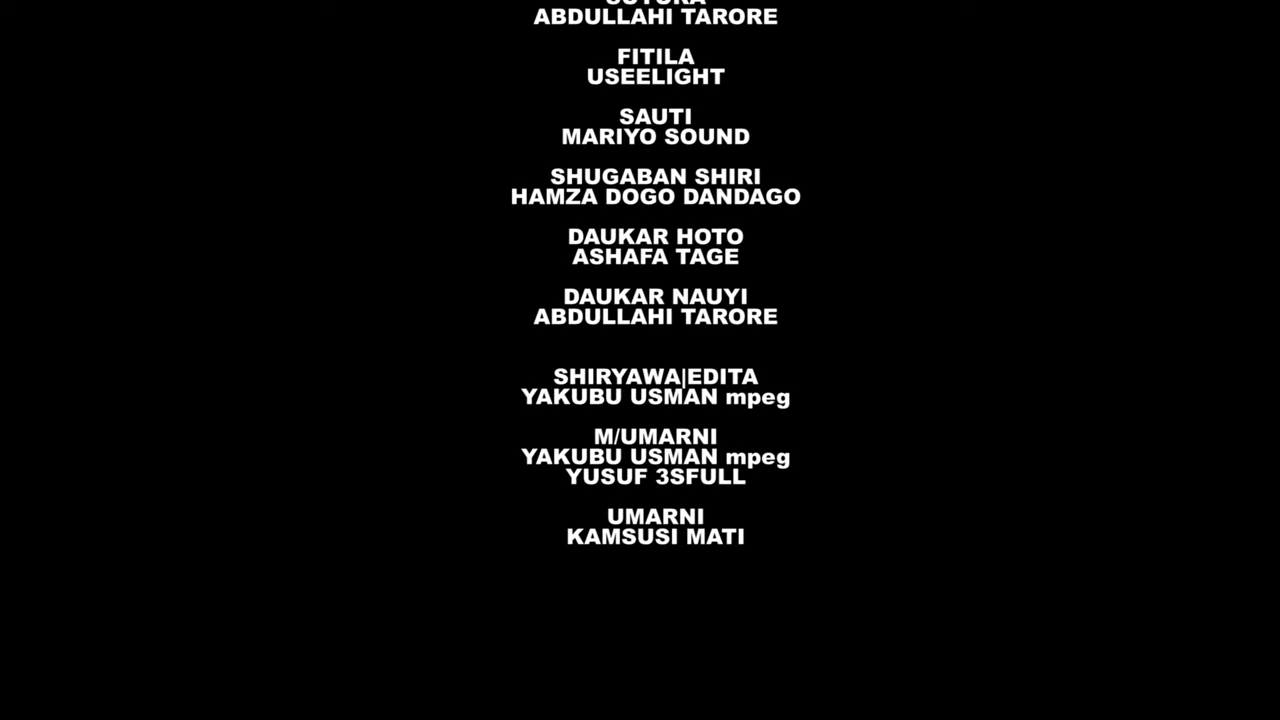 SUTURA
ABDULLAHI TARORE
FITILA
USEELIGHT
SAUTI
MARIYO SOUND
SHUGABAN SHIRI
HAMZA DOGO DANDAGO
DAUKAR HOTO
ASHAFA TAGE
DAUKAR NAUYI
ABDULLAHI TARORE
SHIRYAWA|EDITA
YAKUBU USMAN mpeg
M/UMARNI
YAKUBU USMAN mpeg
YUSUF 3SFULL
UMARNI
KAMSUSI MATI